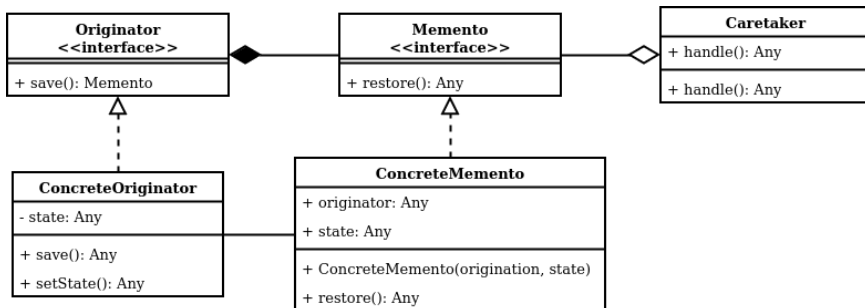 Originator
<<interface>>
+ save(): Memento
Memento
<<interface>>
+ restore(): Any
Caretaker
+ handle(): Any
+ handle(): Any
ConcreteOriginator
- state: Any
+ save(): Any
+ setState(): Any
ConcreteMemento
+ originator: Any
+ state: Any
+ ConcreteMemento(origination, state)
+ restore(): Any